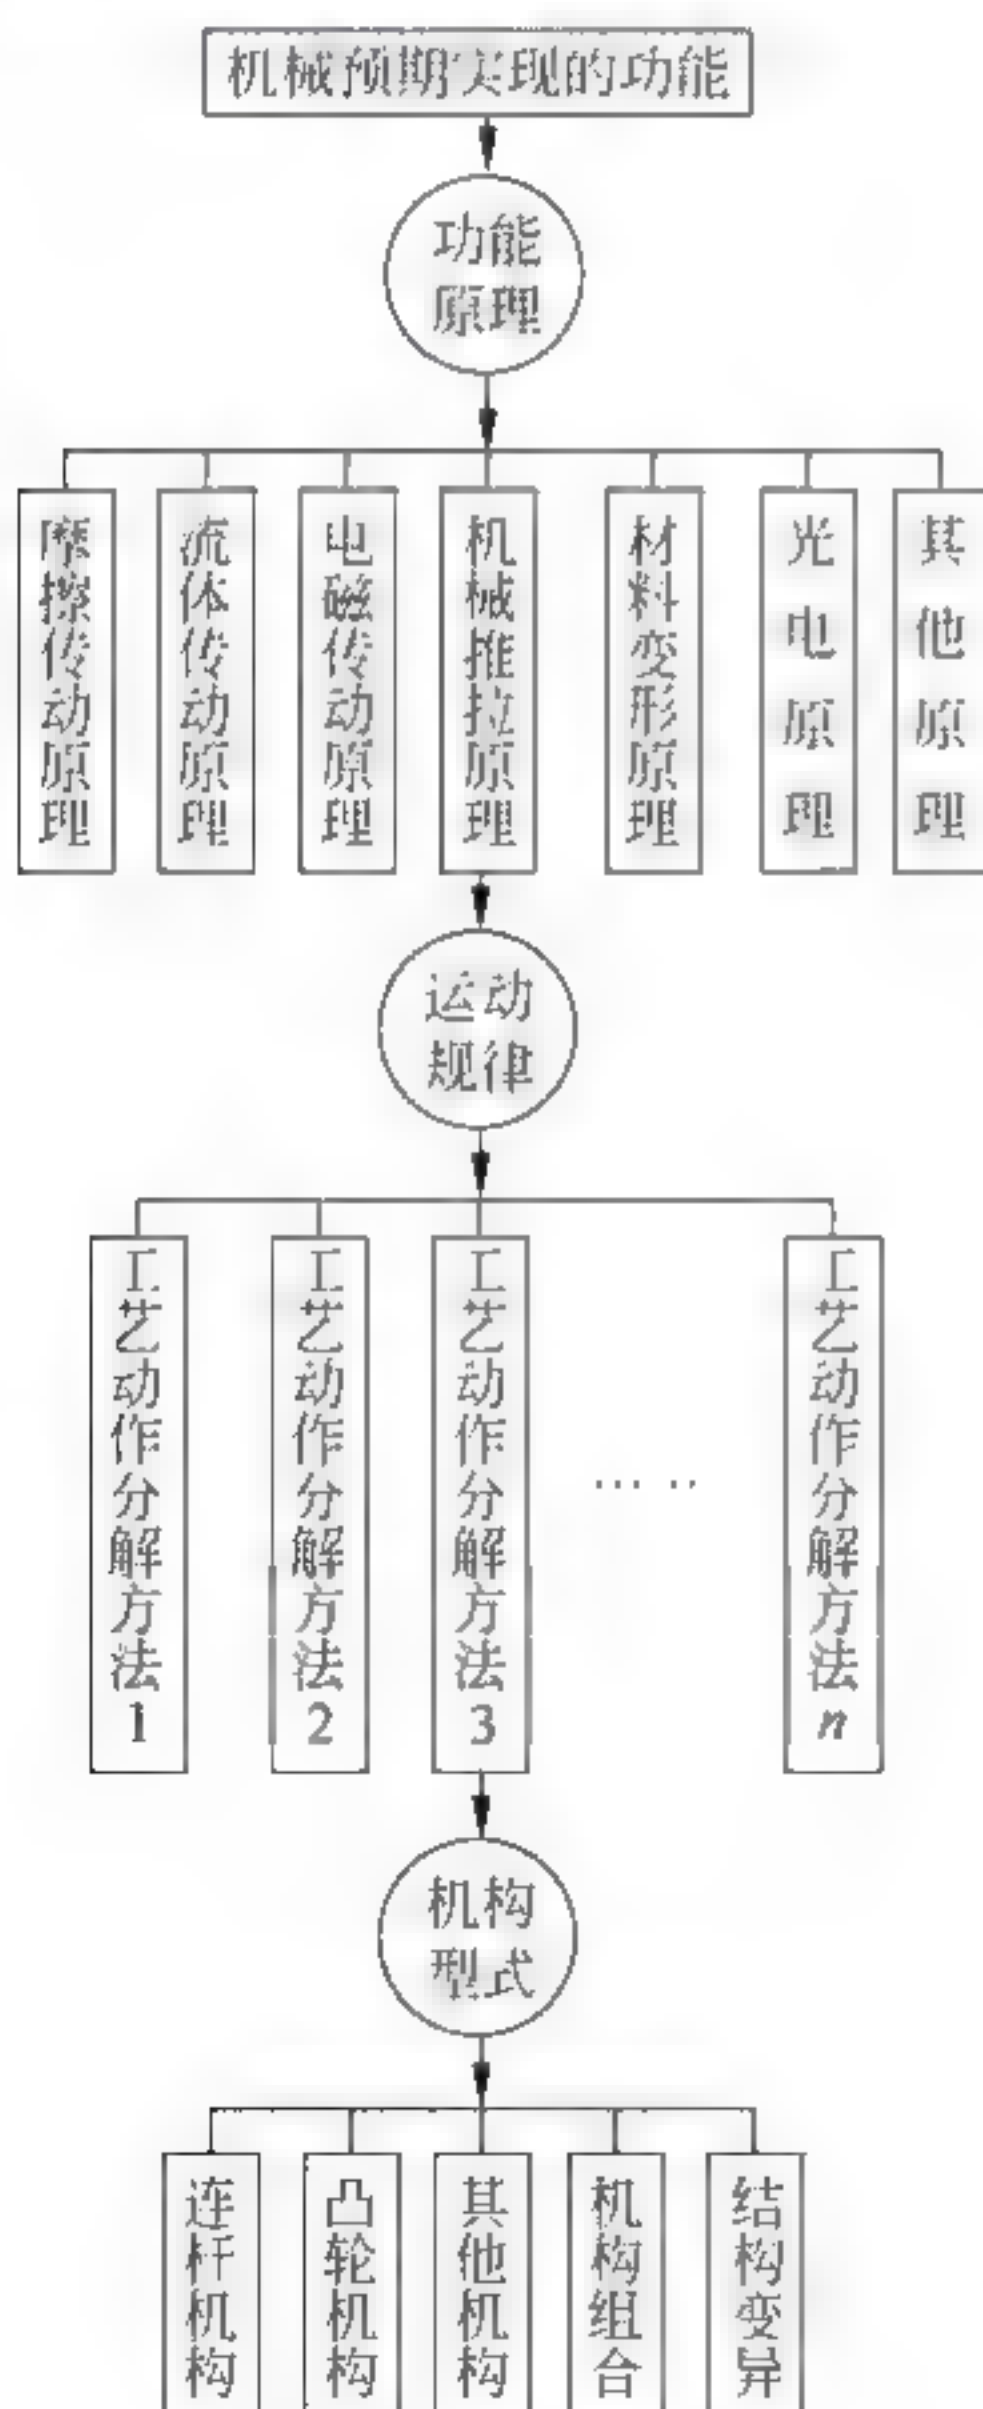 机械预期实现的功能
功能
原理
摩擦传动原理
流体传动原理
电磁传动原理
机械推拉原理
材料变形原理
光电原理
其他原理
运动
规律
工艺动作分解方法1
工艺动作分解方法2
工艺动作分解方法3
… ..
工艺动作分解方法n
机构
型式
连杆机构
凸轮机构
其他机构
机构组合
结构变异